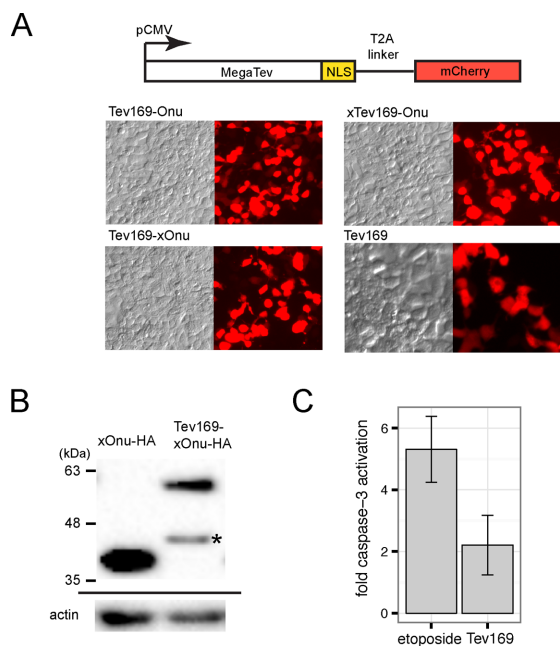 A
pCMV
T2A
linker
MegaTev
NLS
mCherry
Tev169-Onu
xTev169-Onu
Tev169-xOnu
Tev169
B
xOnu-HA
Tev169-
xOnu-HA
(kDa)
63
48
*
35
actin
C
fold caspase-3 activation
6
4
2
0
etoposide
Tev169